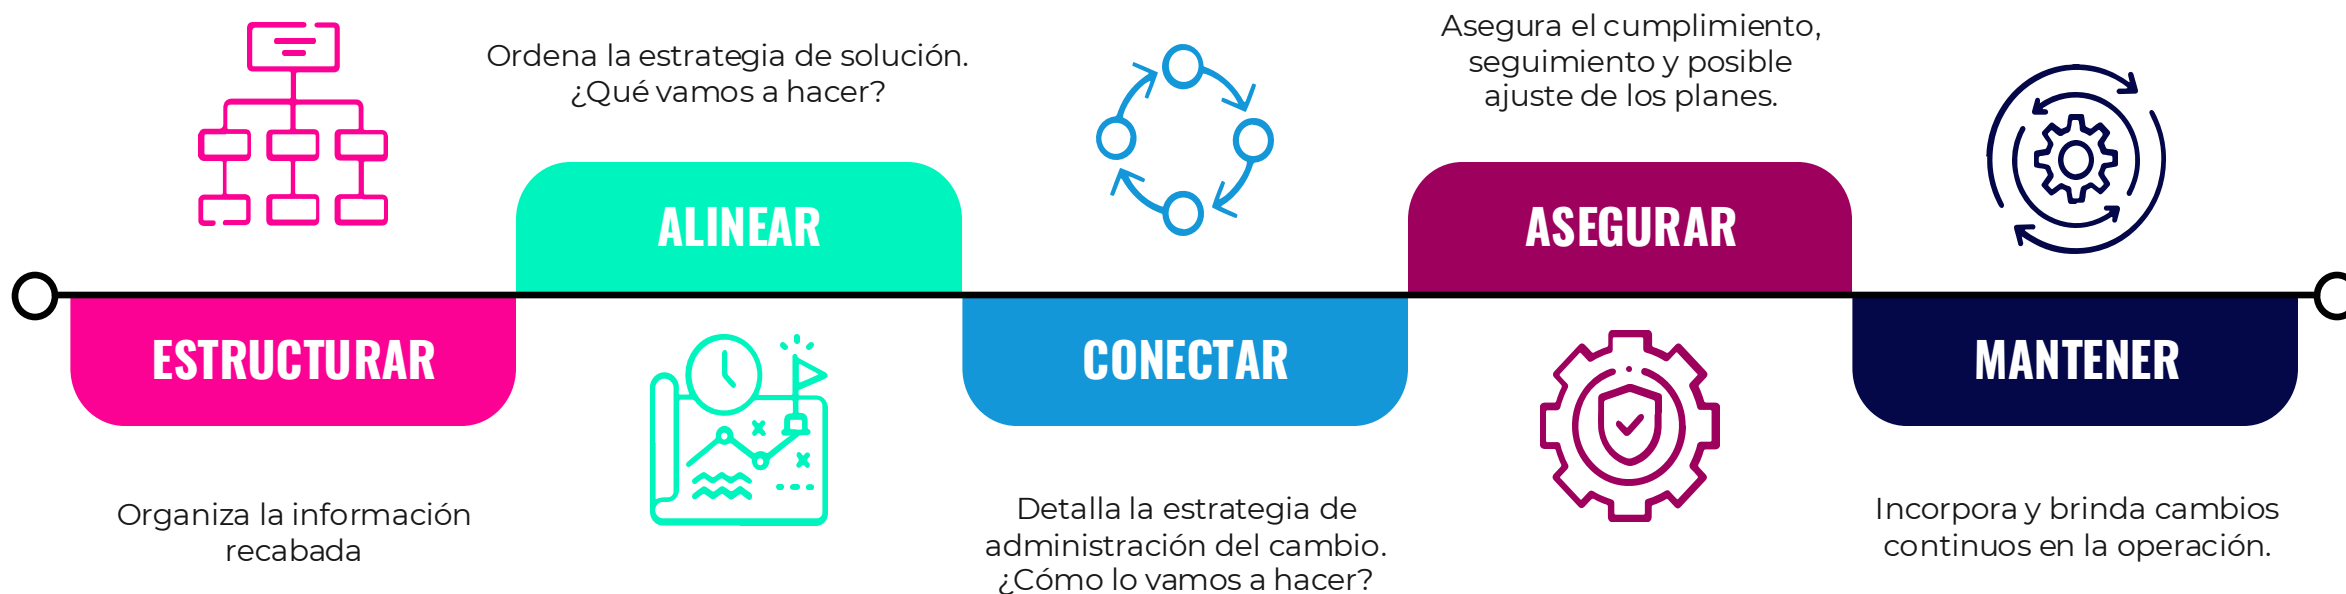 ESTRUCTURAR
Organiza la información
recabada
Ordena la estrategia de solución.
¿Qué vamos a hacer?
ALINEAR
CONECTAR
Detalla la estrategia de
administración del cambio.
¿Cómo lo vamos a hacer?
Asegura el cumplimiento,
seguimiento y posible
ajuste de los planes.
ASEGURAR
MANTENER
Incorpora y brinda cambios
continuos en la operación.